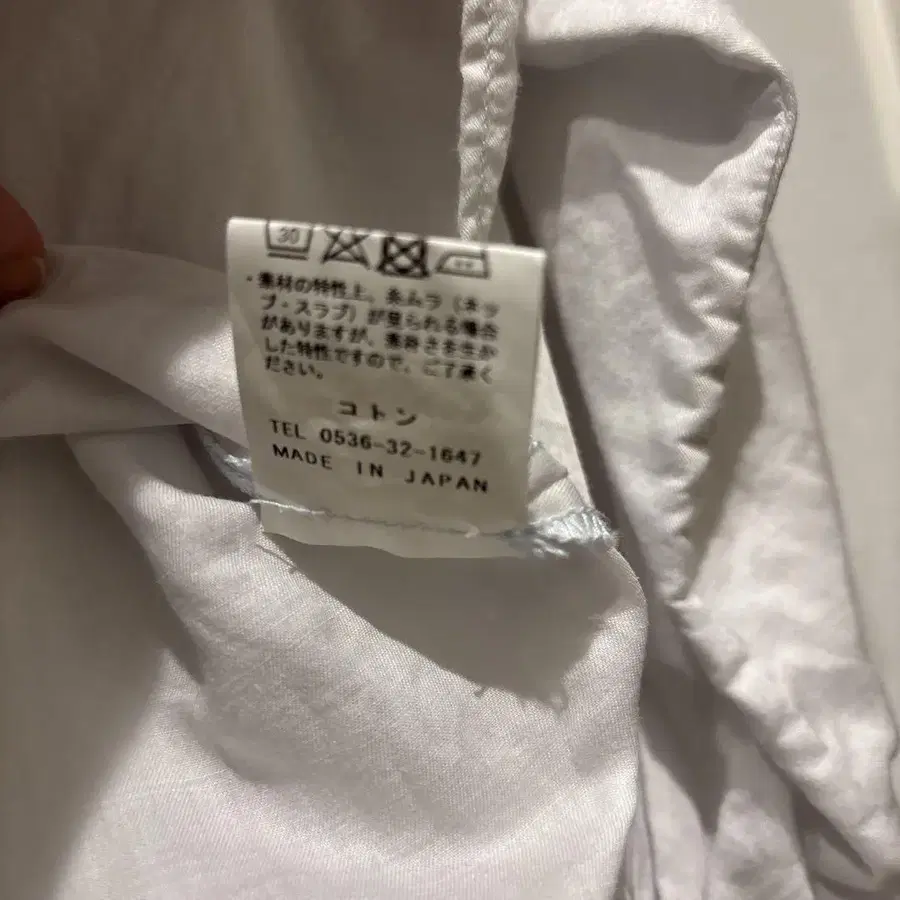 30
・素材の特性上、糸ムラ（ネッ
プ・スラブ）が見られる場合
がありますが、素材さを生か
した特性ですので、ご了承く
ださい。
コトン
TEL 0536-32-1647
MADE IN JAPAN